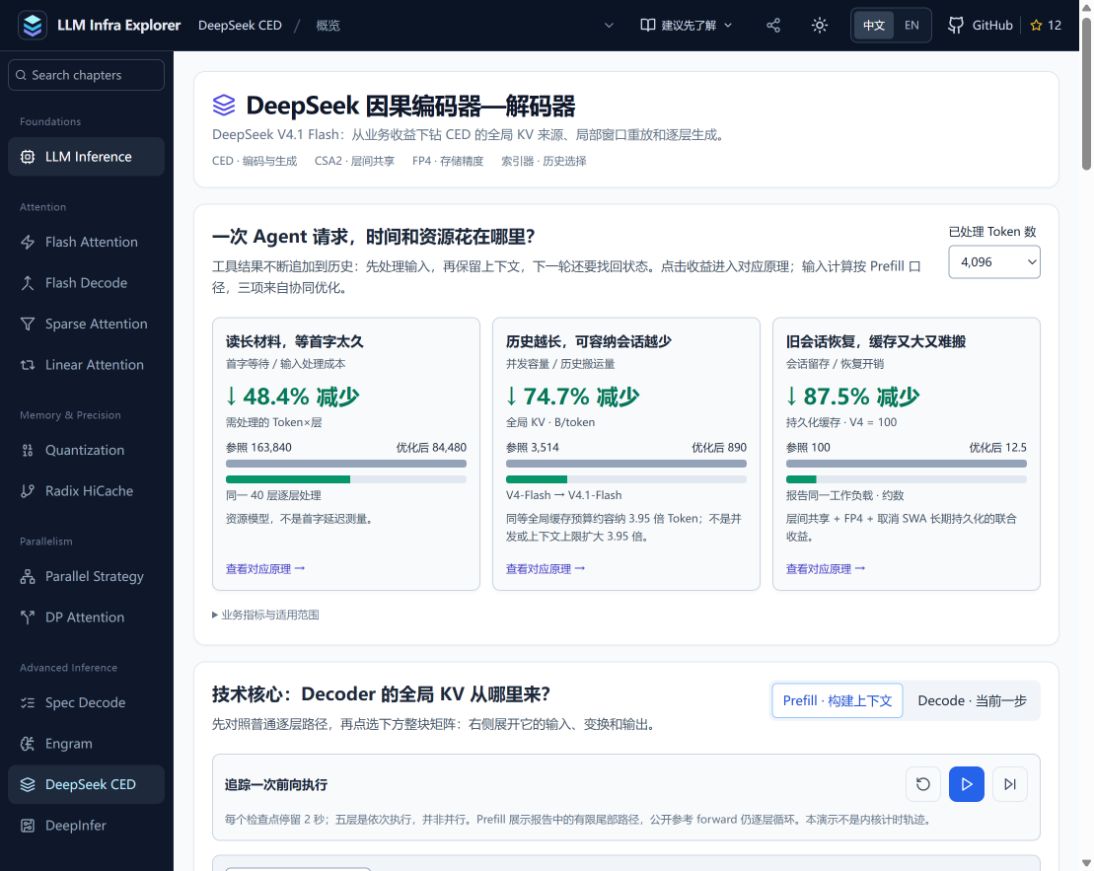 LLM Infra Explorer
DeepSeek CED / 概览
建议先了解
中文
EN
GitHub
12
Search chapters
Foundations
LLM Inference
Attention
Flash Attention
Flash Decode
Sparse Attention
Linear Attention
Memory & Precision
Quantization
Radix HiCache
Parallelism
Parallel Strategy
DP Attention
Advanced Inference
Spec Decode
Engram
DeepSeek CED
DeepInfer
DeepSeek 因果编码器—解码器
DeepSeek V4.1 Flash：从业务收益下钻 CED 的全局 KV 来源、局部窗口重放和逐层生成。
CED · 编码与生成 CSA2 · 层间共享 FP4 · 存储精度 索引器 · 历史选择
一次 Agent 请求，时间和资源花在哪里？
工具结果不断追加到历史：先处理输入，再保留上下文，下一轮还要找回状态。点击收益进入对应原理；输入计算按 Prefill 口
径，三项来自协同优化。
已处理 Token 数
4,096
读长材料，等首字太久
首字等待 / 输入处理成本
↓ 48.4% 减少
需处理的 Token×层
参照 163,840 优化后 84,480
同一 40 层逐层处理
资源模型，不是首字延迟测量。
查看对应原理 →
历史越长，可容纳会话越少
并发容量 / 历史搬运量
↓ 74.7% 减少
全局 KV · B/token
参照 3,514 优化后 890
V4-Flash → V4.1-Flash
同等全局缓存预算约容纳 3.95 倍 Token；不是并
发或上下文上限扩大 3.95 倍。
查看对应原理 →
旧会话恢复，缓存又大又难搬
会话留存 / 恢复开销
↓ 87.5% 减少
持久化缓存 · V4 = 100
参照 100 优化后 12.5
报告同一工作负载 · 约数
层间共享 + FP4 + 取消 SWA 长期持久化的联合
收益。
查看对应原理 →
▶ 业务指标与适用范围
技术核心：Decoder 的全局 KV 从哪里来？
先对照普通逐层路径，再点选下方整块矩阵：右侧展开它的输入、变换和输出。
Prefill · 构建上下文
Decode · 当前一步
追踪一次前向执行
每个检查点停留 2 秒；五层是依次执行，并非并行。Prefill 展示报告中的有限尾部路径，公开参考 forward 仍逐层循环。本演示不是内核计时轨迹。